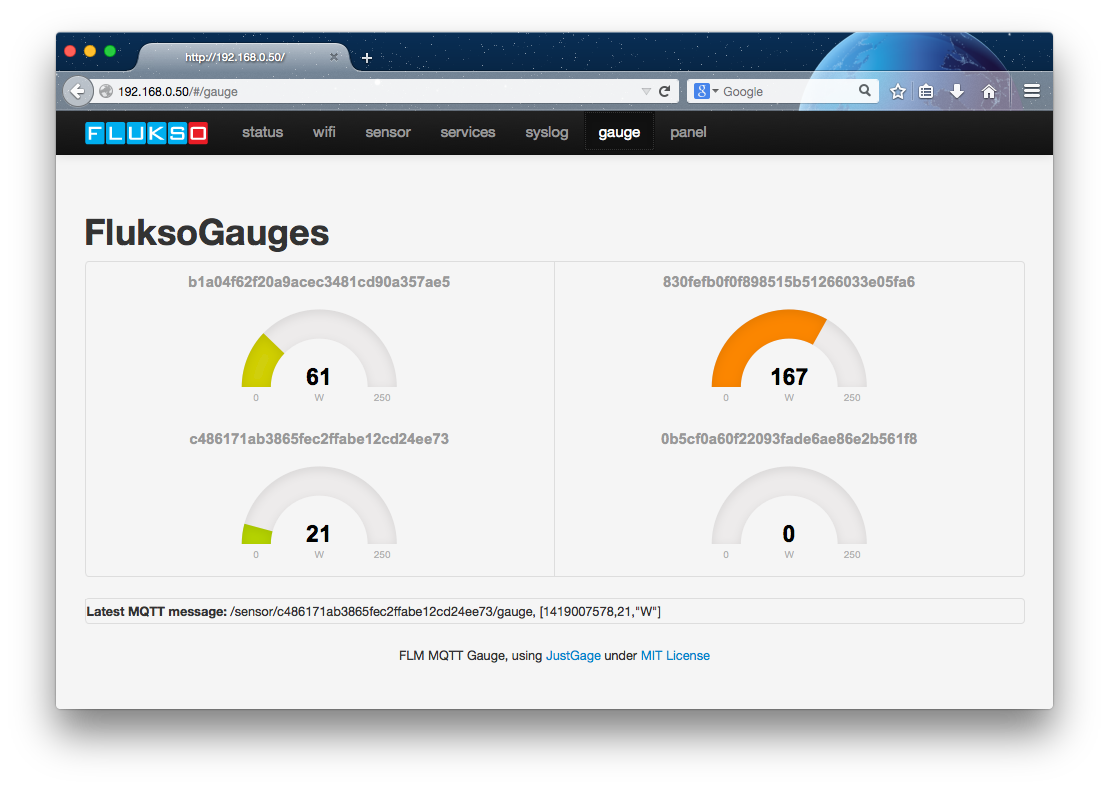 http://192.168.0.50/
192.168.0.50/#/gauge
Google
FLUKSO status wifi sensor services syslog gauge panel
FluksoGauges
b1a04f62f20a9acec3481cd90a357ae5
61
0 W 250
830fefb0f0f898515b51266033e05fa6
167
0 W 250
c486171ab3865fec2ffabe12cd24ee73
21
0 W 250
0b5cf0a60f22093fade6ae86e2b561f8
0
0 W 250
Latest MQTT message: /sensor/c486171ab3865fec2ffabe12cd24ee73/gauge, [1419007578,21,"W"]
FLM MQTT Gauge, using JustGage under MIT License